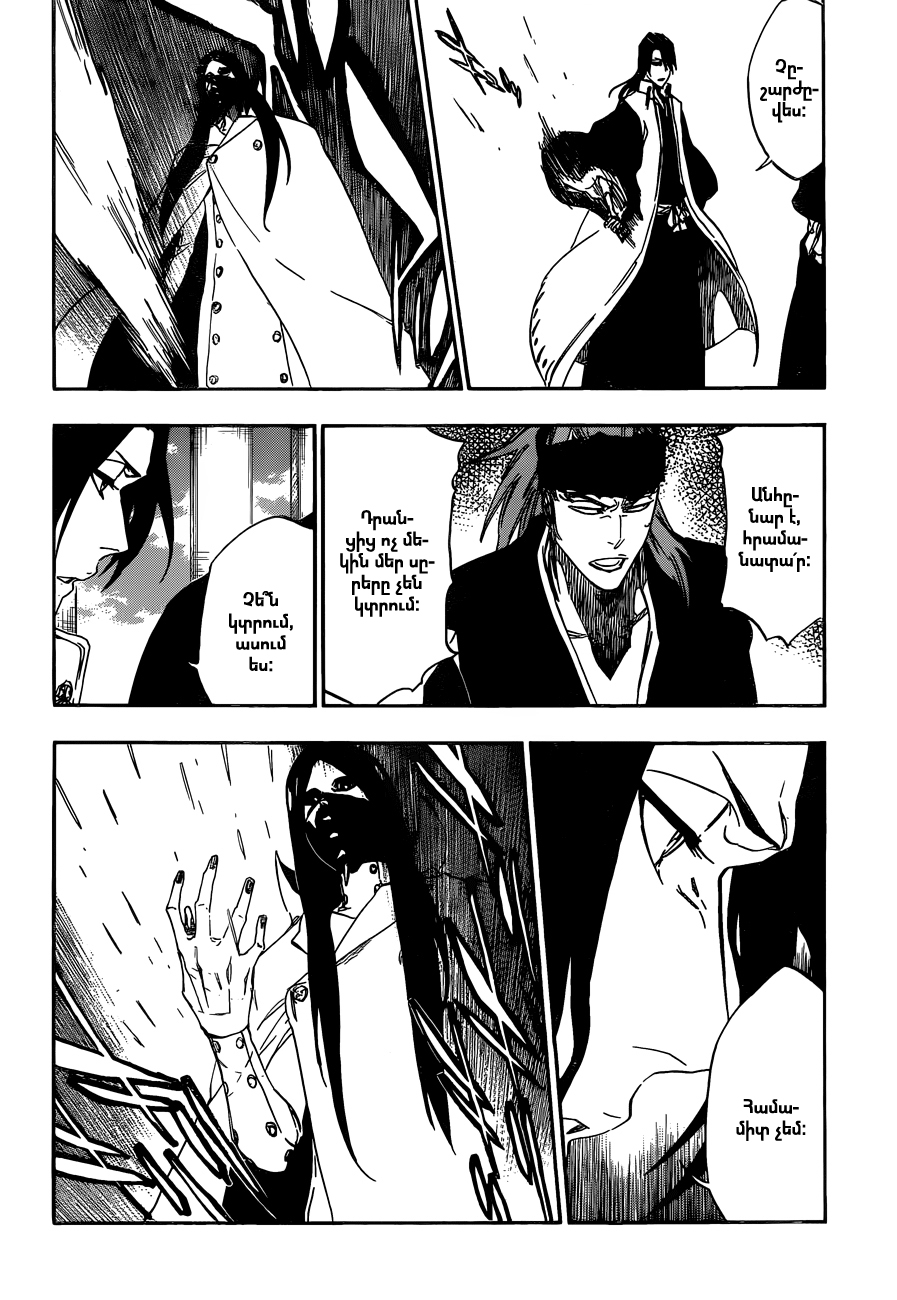 Չը-
շարժը-
վես:
Անհը-
նար է,
հրամա-
նապա՛ր:
Դրան-
ցից ոչ մե-
կին մեր սը-
րերը չեն
կտրում:
Չե՞ն
կտրում,
ասում
ես:
Համա-
միտ չեմ: